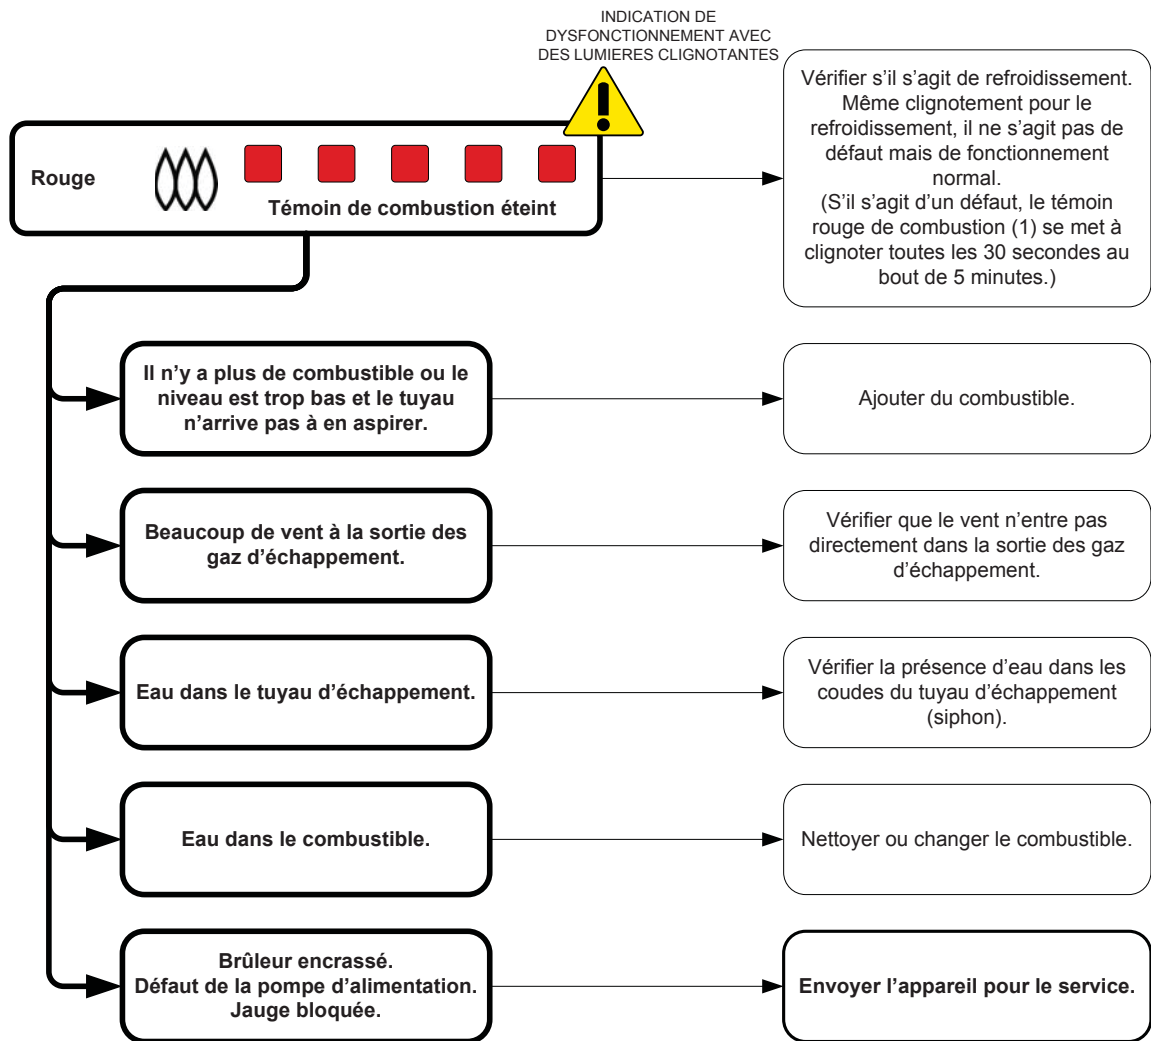 INDICATION DE
DYSFONCTIONNEMENT AVEC
DES LUMIERES CLIGNOTANTES
Rouge
Témoin de combustion éteint
Vérifier s’il s’agit de refroidissement.
Même clignotement pour le
refroidissement, il ne s’agit pas de
défaut mais de fonctionnement
normal.
(S’il s’agit d’un défaut, le témoin
rouge de combustion (1) se met à
clignoter toutes les 30 secondes au
bout de 5 minutes.)
Il n’y a plus de combustible ou le
niveau est trop bas et le tuyau
n’arrive pas à en aspirer.
Ajouter du combustible.
Beaucoup de vent à la sortie des
gaz d’échappement.
Vérifier que le vent n’entre pas
directement dans la sortie des gaz
d’échappement.
Eau dans le tuyau d’échappement.
Vérifier la présence d’eau dans les
coudes du tuyau d’échappement
(siphon).
Eau dans le combustible.
Nettoyer ou changer le combustible.
Brûleur encrassé.
Défaut de la pompe d’alimentation.
Jauge bloquée.
Envoyer l’appareil pour le service.